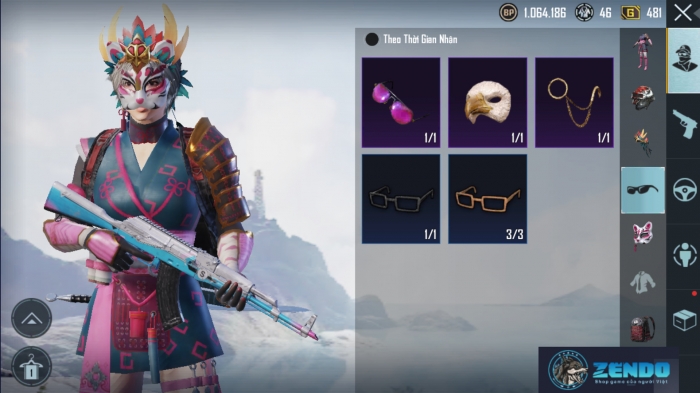 BP 1.064.186 46 G 481
Theo Thời Gian Nhận
1/1 1/1 1/1
1/1 3/3
ZENDO
Shop game của người Việt